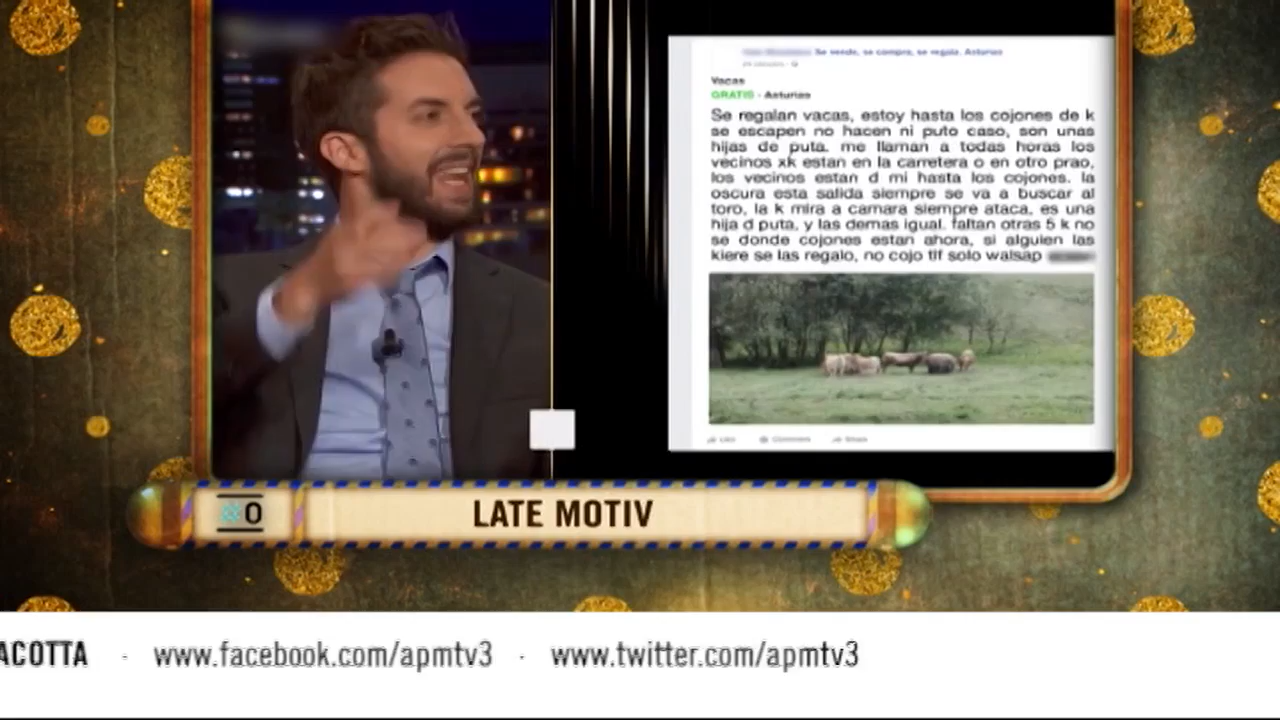 Se vende, se compra, se regala. Asturias
Vacas
GRATIS - Asturias
Se regalan vacas, estoy hasta los cojones de k
se escapen no hacen ni puto caso, son unas
hijas de puta. me llaman a todas horas los
vecinos xk estan en la carretera o en otro prao,
los vecinos estan d mi hasta los cojones. la
oscura esta salida siempre se va a buscar al
toro, la k mira a camara siempre ataca, es una
hija d puta, y las demas igual. faltan otras 5 k no
se donde cojones estan ahora, si alguien las
kiere se las regalo, no cojo tlf solo walsap
Like Comment Share
#0 LATE MOTIV
ACOTTA · www.facebook.com/apmtv3 · www.twitter.com/apmtv3